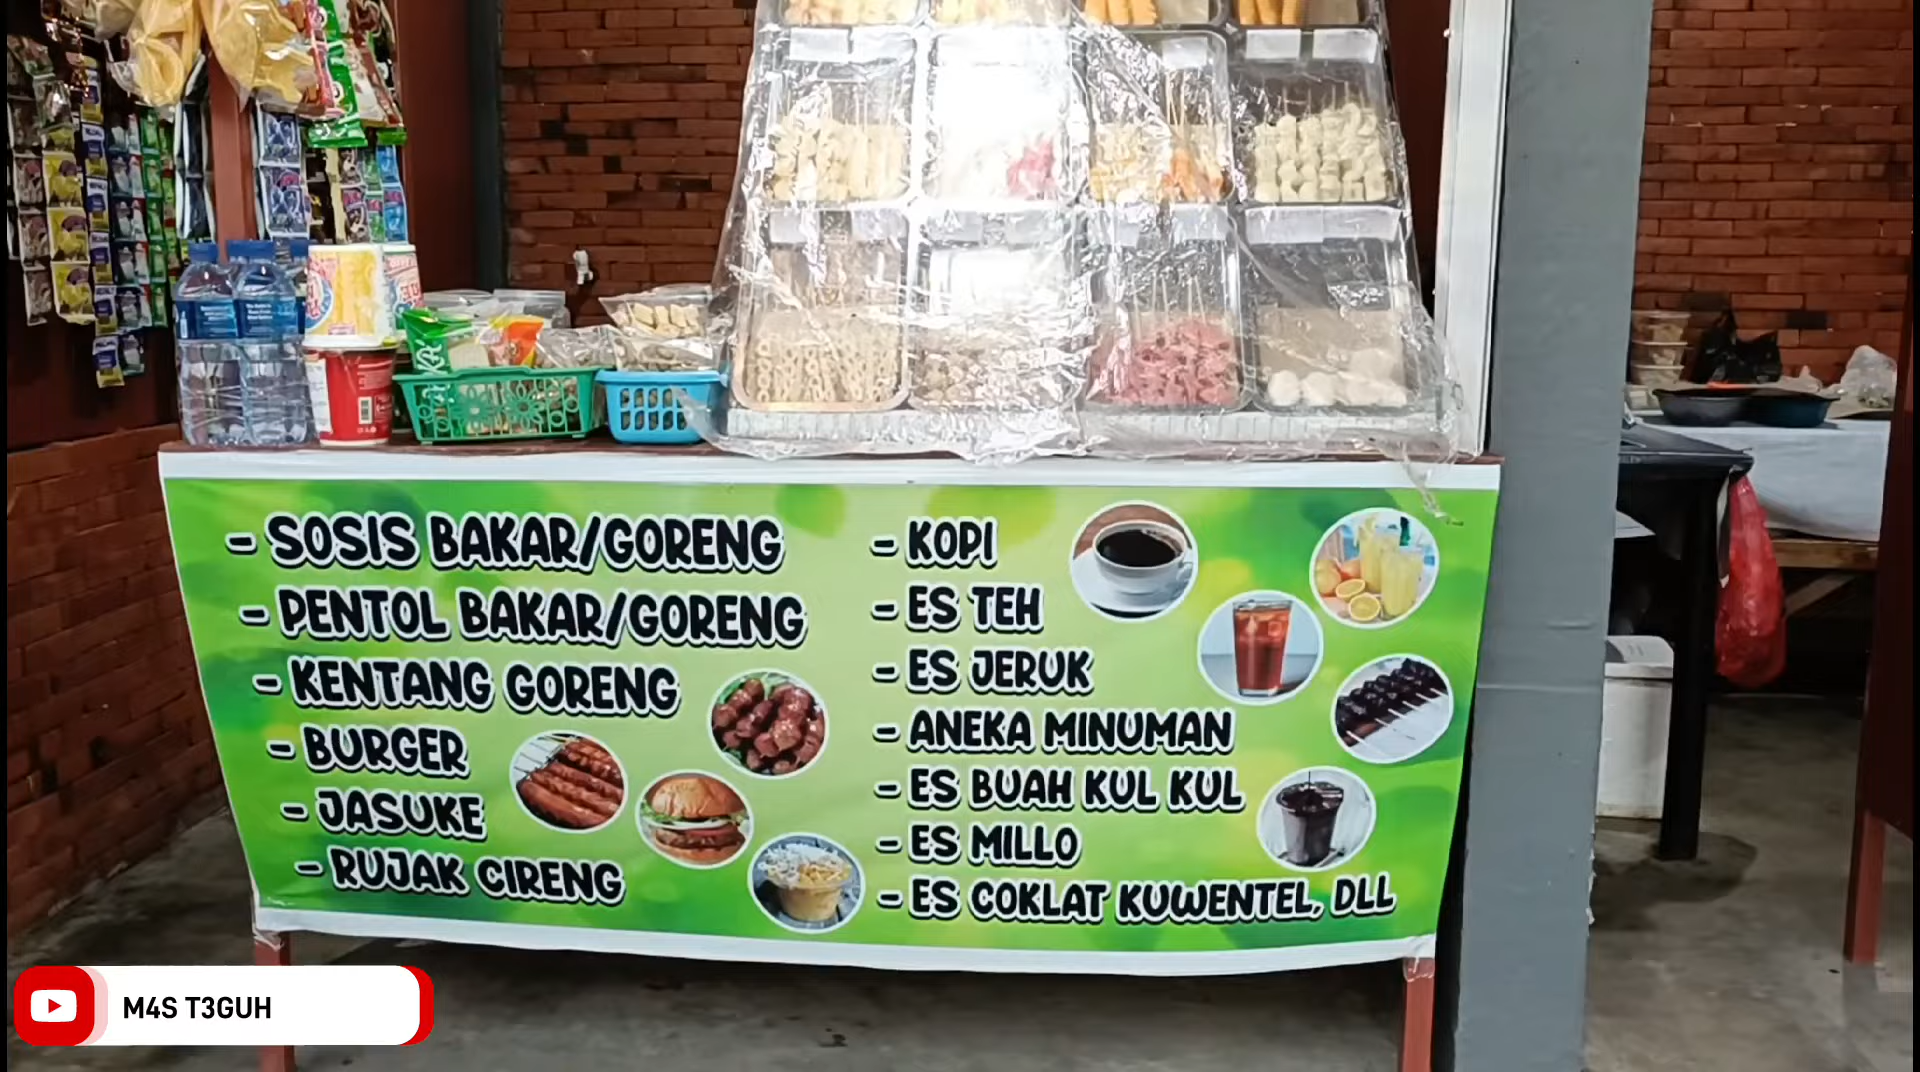 - SOSIS BAKAR/GORENG
- PENTOL BAKAR/GORENG
- KENTANG GORENG
- BURGER
- JASUKE
- RUJAK CIRENG
- KOPI
- ES TEH
- ES JERUK
- ANEKA MINUMAN
- ES BUAH KUL KUL
- ES MILLO
- ES COKLAT KUWENTEL, DLL
M4S T3GUH